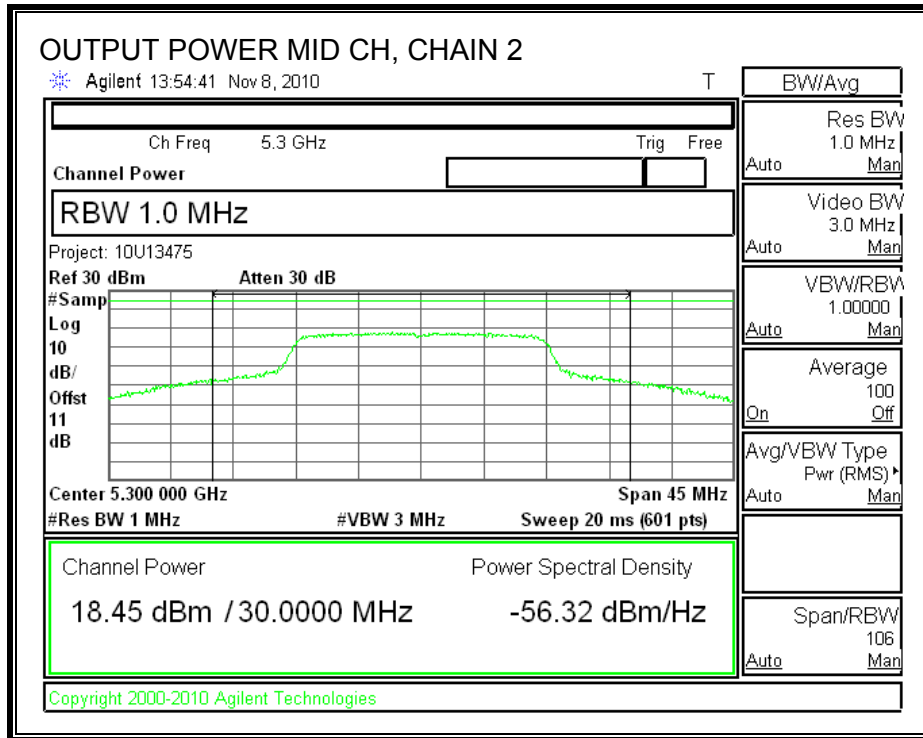 OUTPUT POWER MID CH, CHAIN 2
Agilent 13:54:41 Nov 8, 2010 T
Ch Freq 5.3 GHz Trig Free
Channel Power
RBW 1.0 MHz
Project: 10U13475
Ref 30 dBm Atten 30 dB
#Samp
Log
10
dB/
Offst
11
dB
Center 5.300 000 GHz Span 45 MHz
#Res BW 1 MHz #VBW 3 MHz Sweep 20 ms (601 pts)
Channel Power Power Spectral Density
18.45 dBm / 30.0000 MHz -56.32 dBm/Hz
Copyright 2000-2010 Agilent Technologies
BW/Avg
Res BW
1.0 MHz
Auto Man
Video BW
3.0 MHz
Auto Man
VBW/RBW
1.00000
Auto Man
Average
100
On Off
Avg/VBW Type
Pwr (RMS)
Auto Man
Span/RBW
106
Auto Man